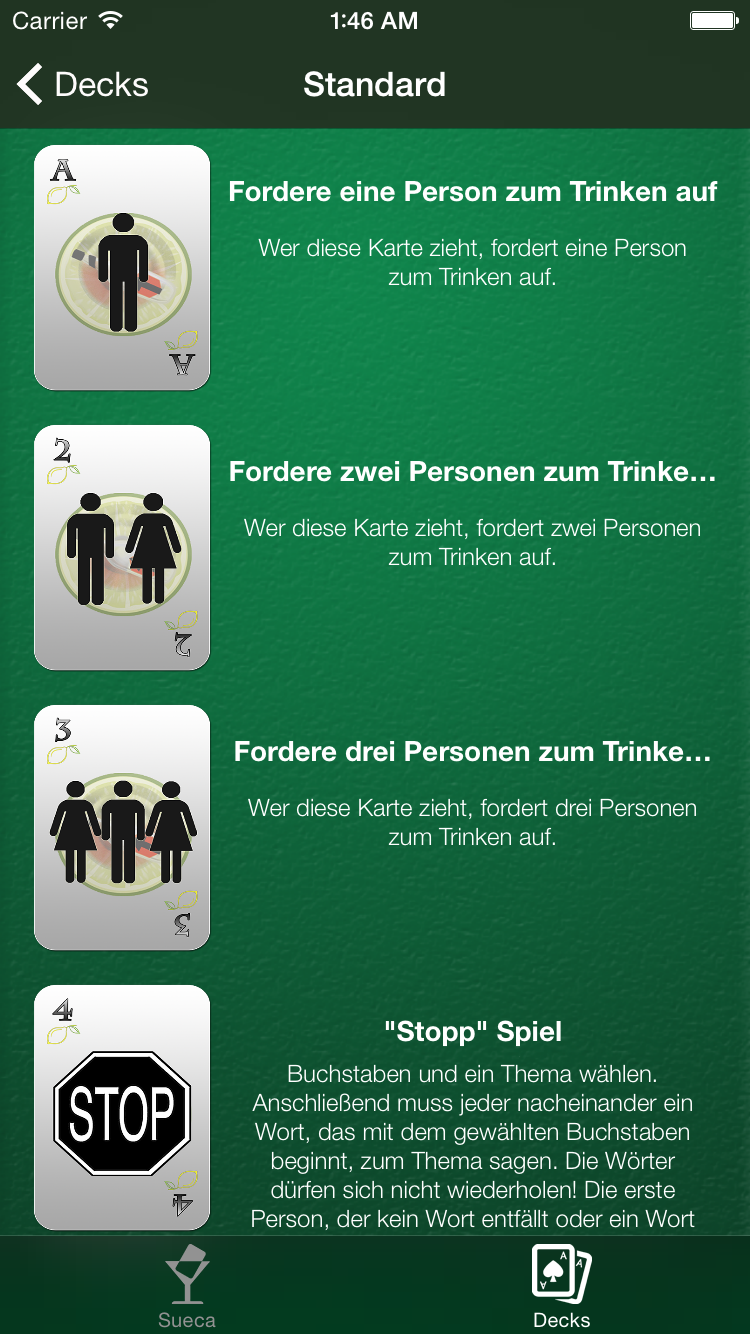 Carrier 1:46 AM
Decks Standard
A
Fordere eine Person zum Trinken auf
Wer diese Karte zieht, fordert eine Person
zum Trinken auf.
A
2
Fordere zwei Personen zum Trinke...
Wer diese Karte zieht, fordert zwei Personen
zum Trinken auf.
2
3
Fordere drei Personen zum Trinke...
Wer diese Karte zieht, fordert drei Personen
zum Trinken auf.
3
4
STOP
4
"Stopp" Spiel
Buchstaben und ein Thema wählen.
Anschließend muss jeder nacheinander ein
Wort, das mit dem gewählten Buchstaben
beginnt, zum Thema sagen. Die Wörter
dürfen sich nicht wiederholen! Die erste
Person, der kein Wort entfällt oder ein Wort
A
A
A
Sueca
Decks